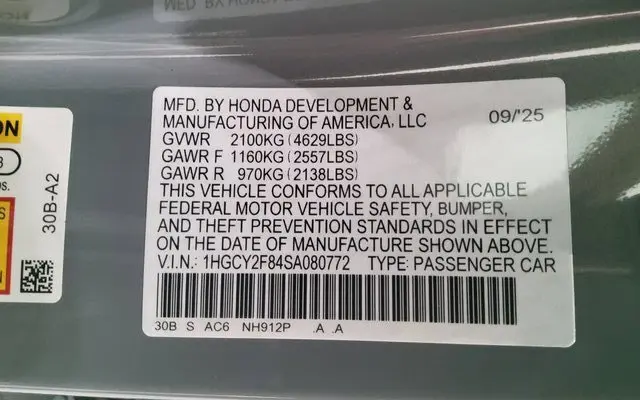 MFD. BY HONDA DEVELOPMENT &
MANUFACTURING OF AMERICA, LLC 09/'25
GVWR 2100KG (4629LBS)
GAWR F 1160KG (2557LBS)
GAWR R 970KG (2138LBS)
THIS VEHICLE CONFORMS TO ALL APPLICABLE
FEDERAL MOTOR VEHICLE SAFETY, BUMPER,
AND THEFT PREVENTION STANDARDS IN EFFECT
ON THE DATE OF MANUFACTURE SHOWN ABOVE.
V.I.N.: 1HGCY2F84SA080772 TYPE: PASSENGER CAR
30B S AC6 NH912P .A .A
30B-A2